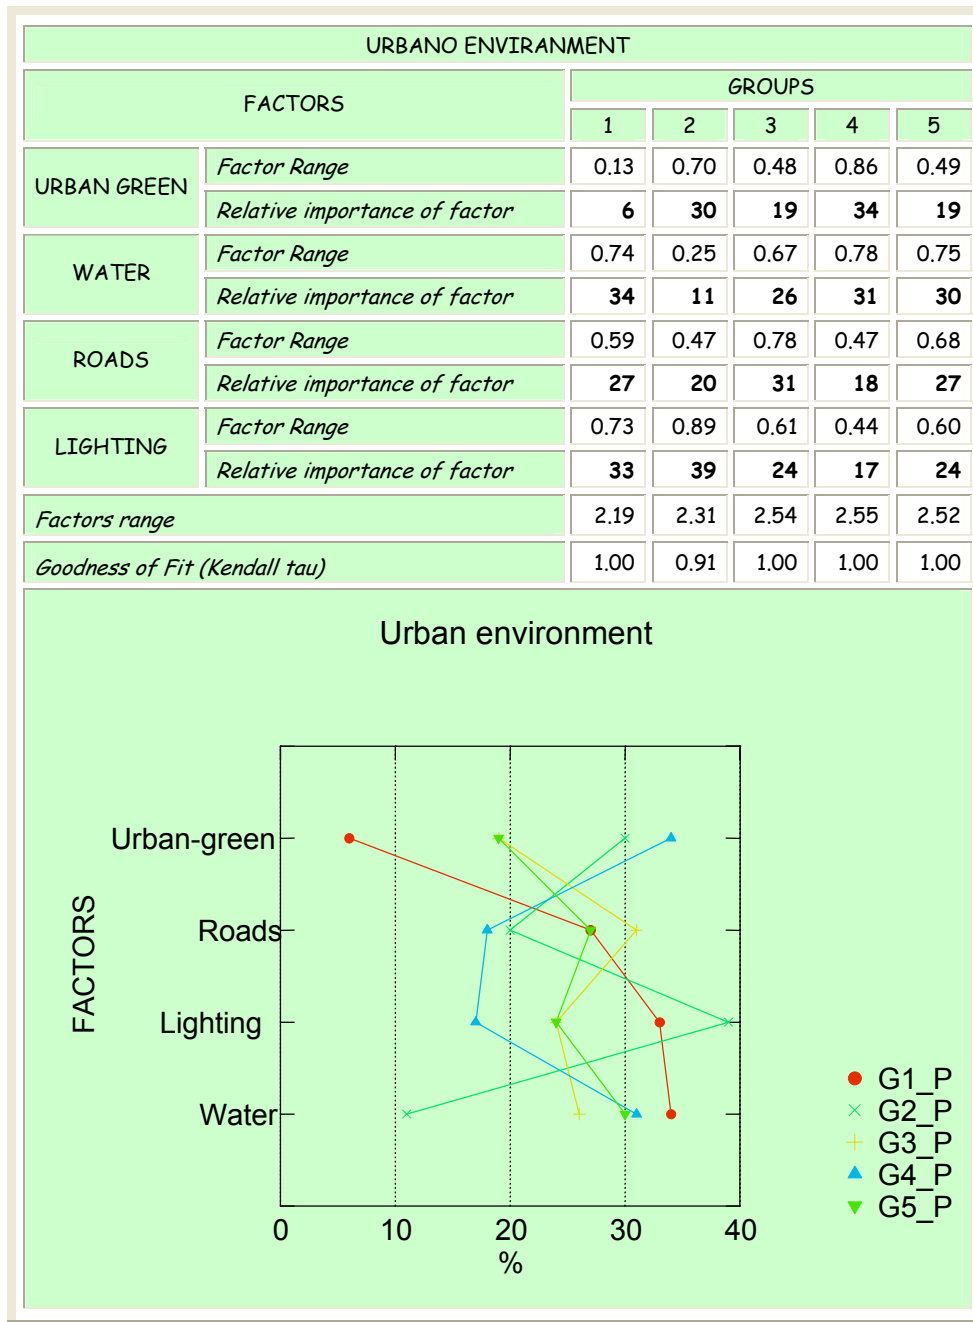 URBANO ENVIRANMENT
FACTORS
GROUPS
1 2 3 4 5
URBAN GREEN
Factor Range 0.13 0.70 0.48 0.86 0.49
Relative importance of factor 6 30 19 34 19
WATER
Factor Range 0.74 0.25 0.67 0.78 0.75
Relative importance of factor 34 11 26 31 30
ROADS
Factor Range 0.59 0.47 0.78 0.47 0.68
Relative importance of factor 27 20 31 18 27
LIGHTING
Factor Range 0.73 0.89 0.61 0.44 0.60
Relative importance of factor 33 39 24 17 24
Factors range 2.19 2.31 2.54 2.55 2.52
Goodness of Fit (Kendall tau) 1.00 0.91 1.00 1.00 1.00
Urban environment
FACTORS
Urban-green
Roads
Lighting
Water
0 10 20 30 40
%
G1_P
G2_P
G3_P
G4_P
G5_P